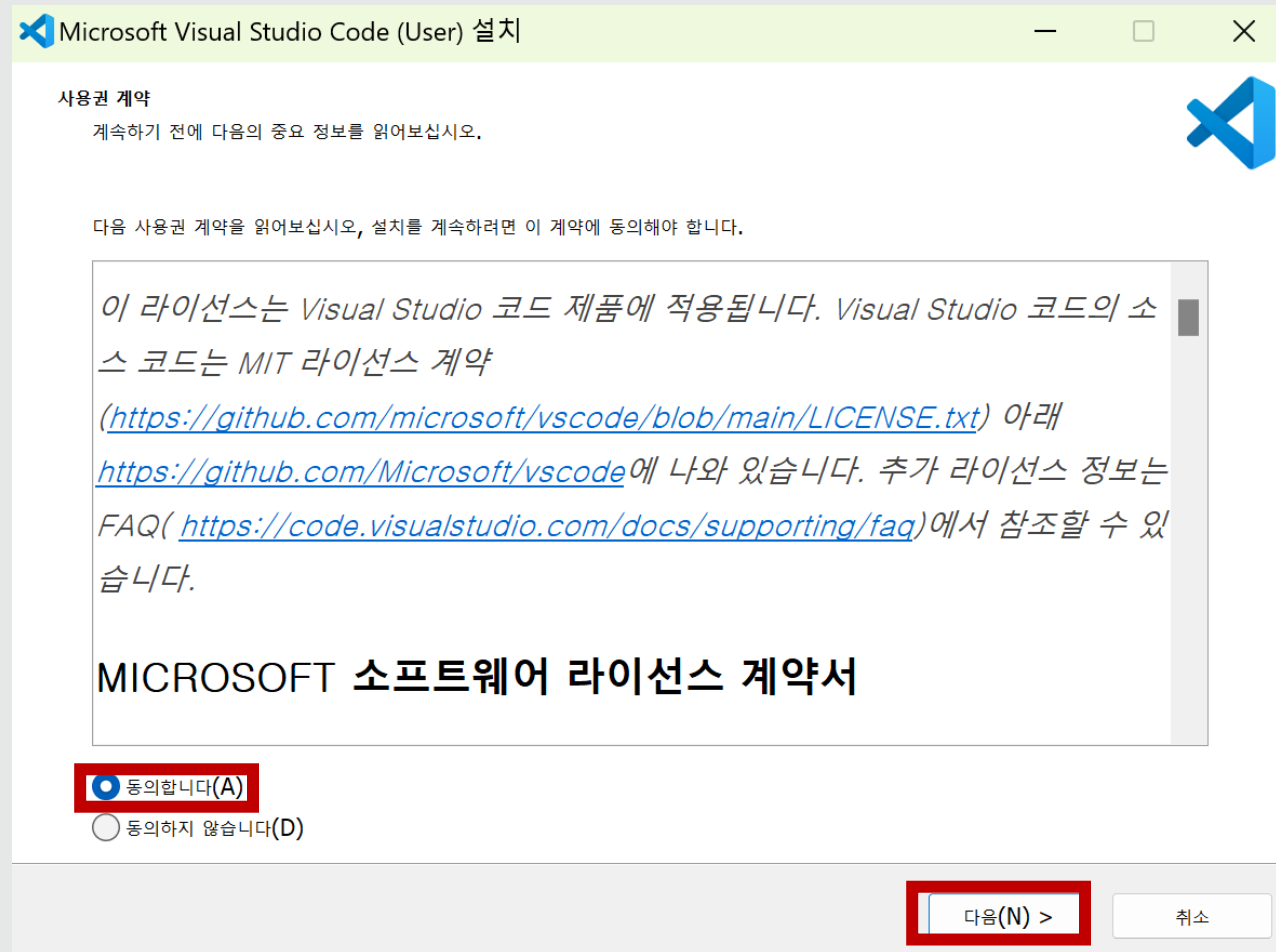 Microsoft Visual Studio Code (User) 설치
사용권 계약
계속하기 전에 다음의 중요 정보를 읽어보십시오.
다음 사용권 계약을 읽어보십시오, 설치를 계속하려면 이 계약에 동의해야 합니다.
이 라이선스는 Visual Studio 코드 제품에 적용됩니다. Visual Studio 코드의 소
스 코드는 MIT 라이선스 계약
(https://github.com/microsoft/vscode/blob/main/LICENSE.txt) 아래
https://github.com/Microsoft/vscode에 나와 있습니다. 추가 라이선스 정보는
FAQ( https://code.visualstudio.com/docs/supporting/faq)에서 참조할 수 있
습니다.
MICROSOFT 소프트웨어 라이선스 계약서
동의합니다(A)
동의하지 않습니다(D)
다음(N) >
취소